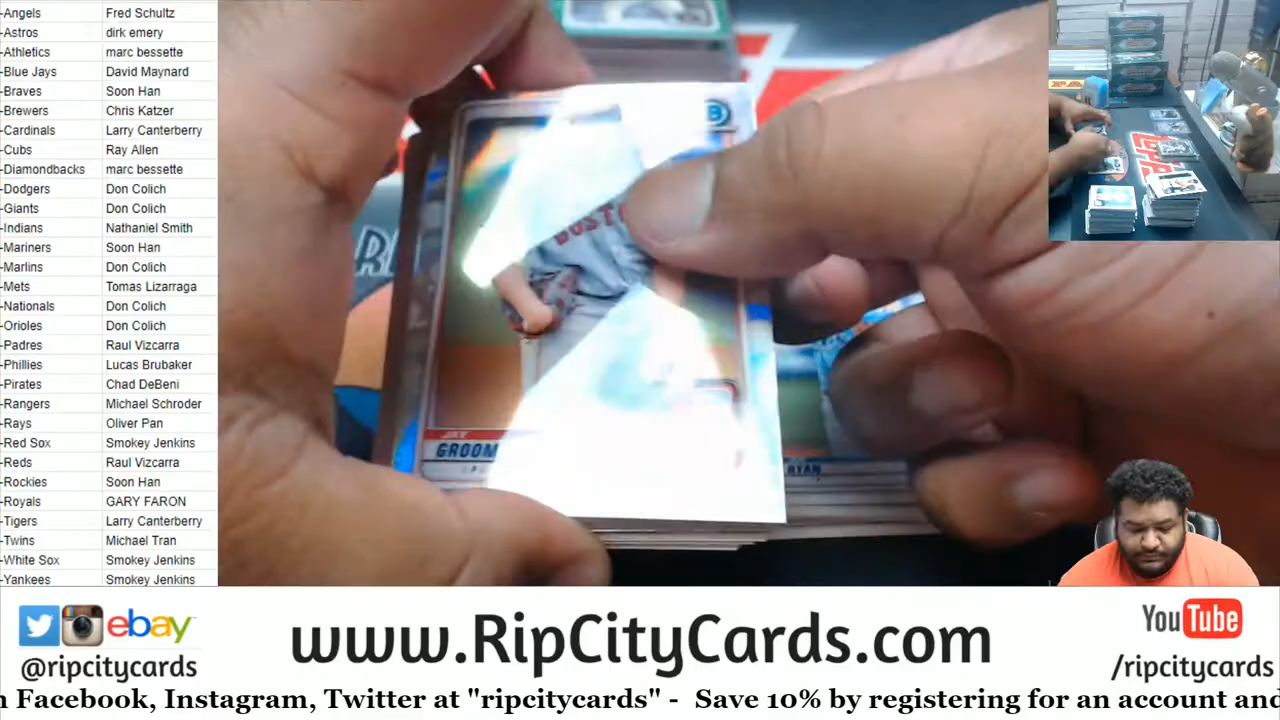 -Angels Fred Schultz
-Astros dirk emery
-Athletics marc bessette
-Blue Jays David Maynard
-Braves Soon Han
-Brewers Chris Katzer
-Cardinals Larry Canterberry
-Cubs Ray Allen
-Diamondbacks marc bessette
-Dodgers Don Colich
-Giants Don Colich
-Indians Nathaniel Smith
-Mariners Soon Han
-Marlins Don Colich
-Mets Tomas Lizarraga
-Nationals Don Colich
-Orioles Don Colich
-Padres Raul Vizcarra
-Phillies Lucas Brubaker
-Pirates Chad DeBeni
-Rangers Michael Schroder
-Rays Oliver Pan
-Red Sox Smokey Jenkins
-Reds Raul Vizcarra
-Rockies Soon Han
-Royals GARY FARON
-Tigers Larry Canterberry
-Twins Michael Tran
-White Sox Smokey Jenkins
-Yankees Smokey Jenkins
B
BOSTO
JAY
GROOM
RYAN
ebay
@ripcitycards
www.RipCityCards.com
YouTube
/ripcitycards
n Facebook, Instagram, Twitter at "ripcitycards" - Save 10% by registering for an account and